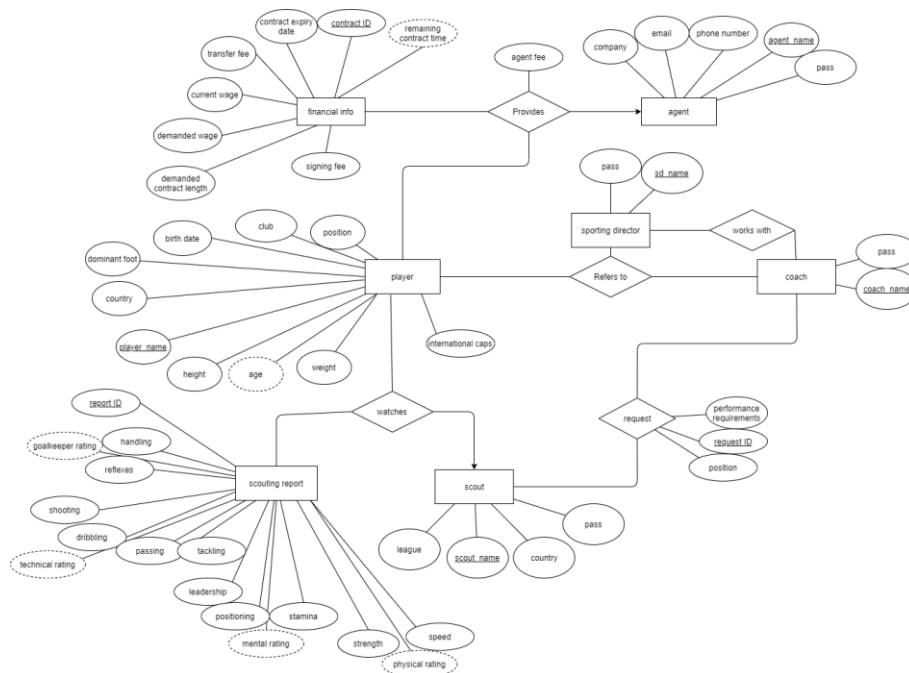 contract expiry
date
contract ID
remaining
contract time
transfer fee
current wage
demanded wage
demanded
contract length
financial info
signing fee
agent fee
Provides
company
email
phone number
agent_name
pass
agent
pass
sd_name
sporting director
works with
Refers to
coach
pass
coach_name
birth date
club
position
dominant foot
country
player
player_name
height
age
weight
international caps
watches
request
performance
requirements
request ID
position
report ID
goalkeeper rating
handling
reflexes
scouting report
shooting
dribbling
technical rating
passing
tackling
leadership
positioning
mental rating
stamina
strength
speed
physical rating
scout
league
scout_name
country
pass